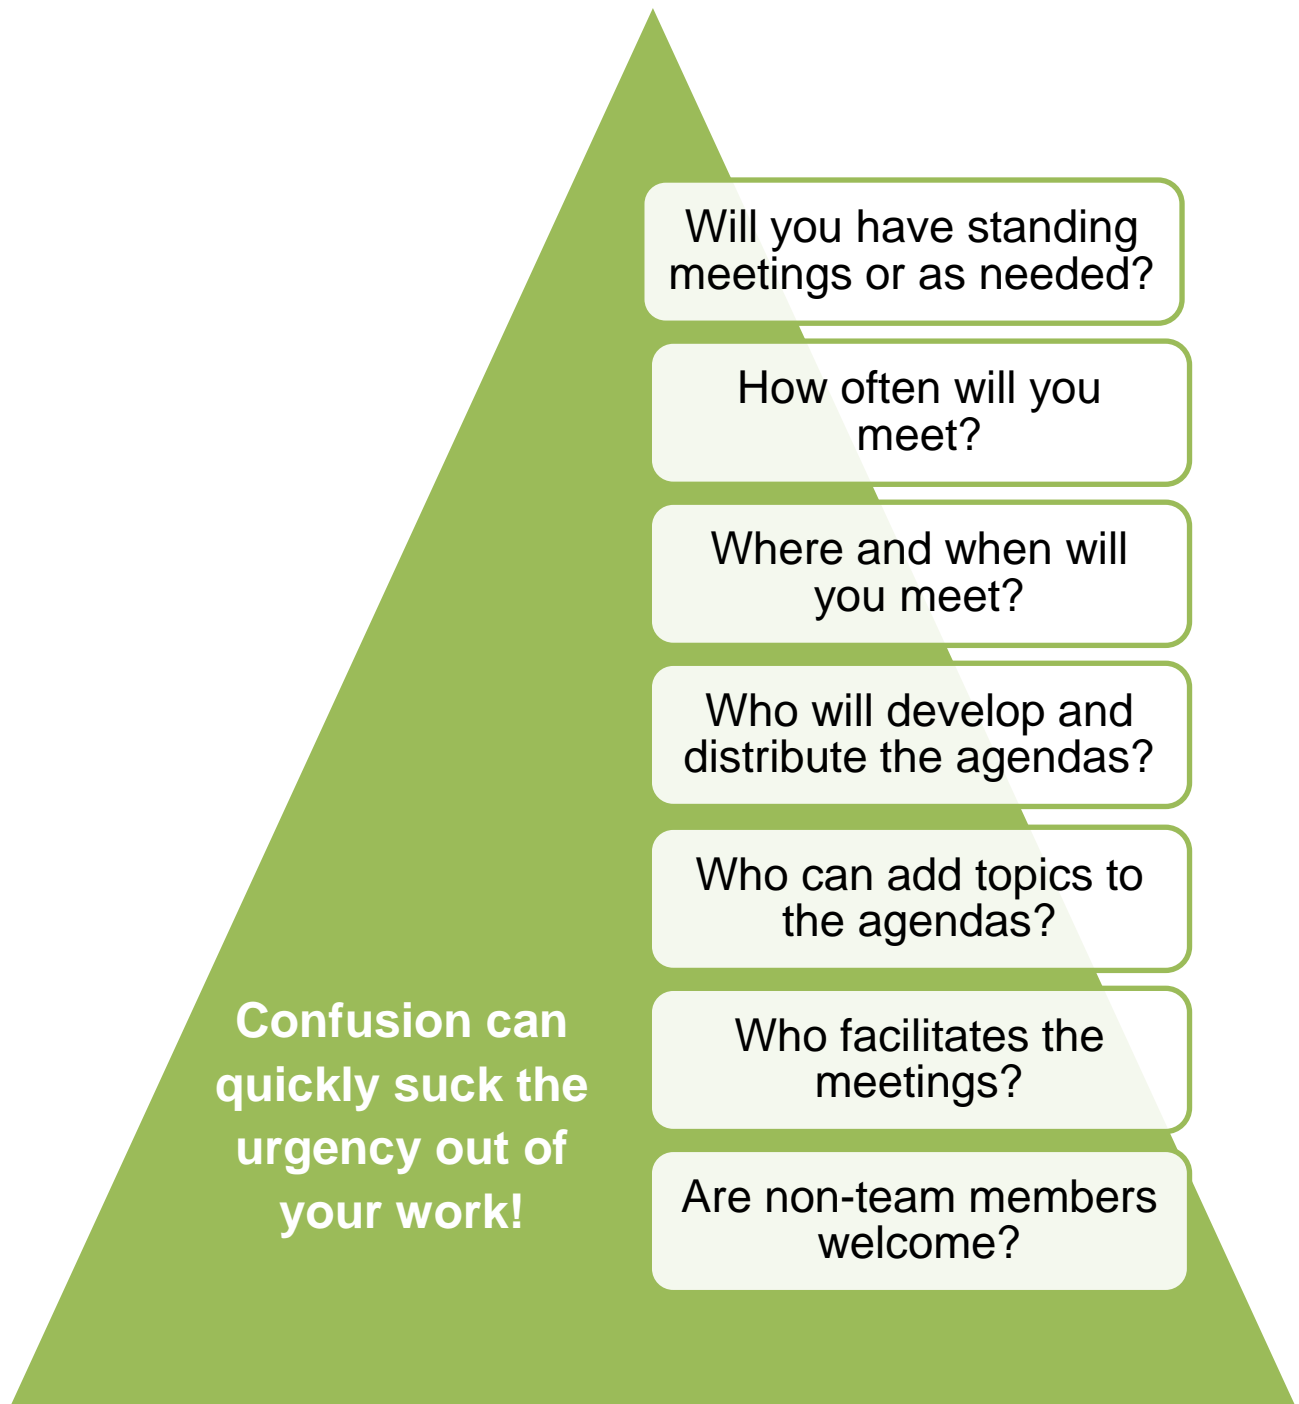 Will you have standing
meetings or as needed?
How often will you
meet?
Where and when will
you meet?
Who will develop and
distribute the agendas?
Who can add topics to
the agendas?
Who facilitates the
meetings?
Are non-team members
welcome?
Confusion can
quickly suck the
urgency out of
your work!